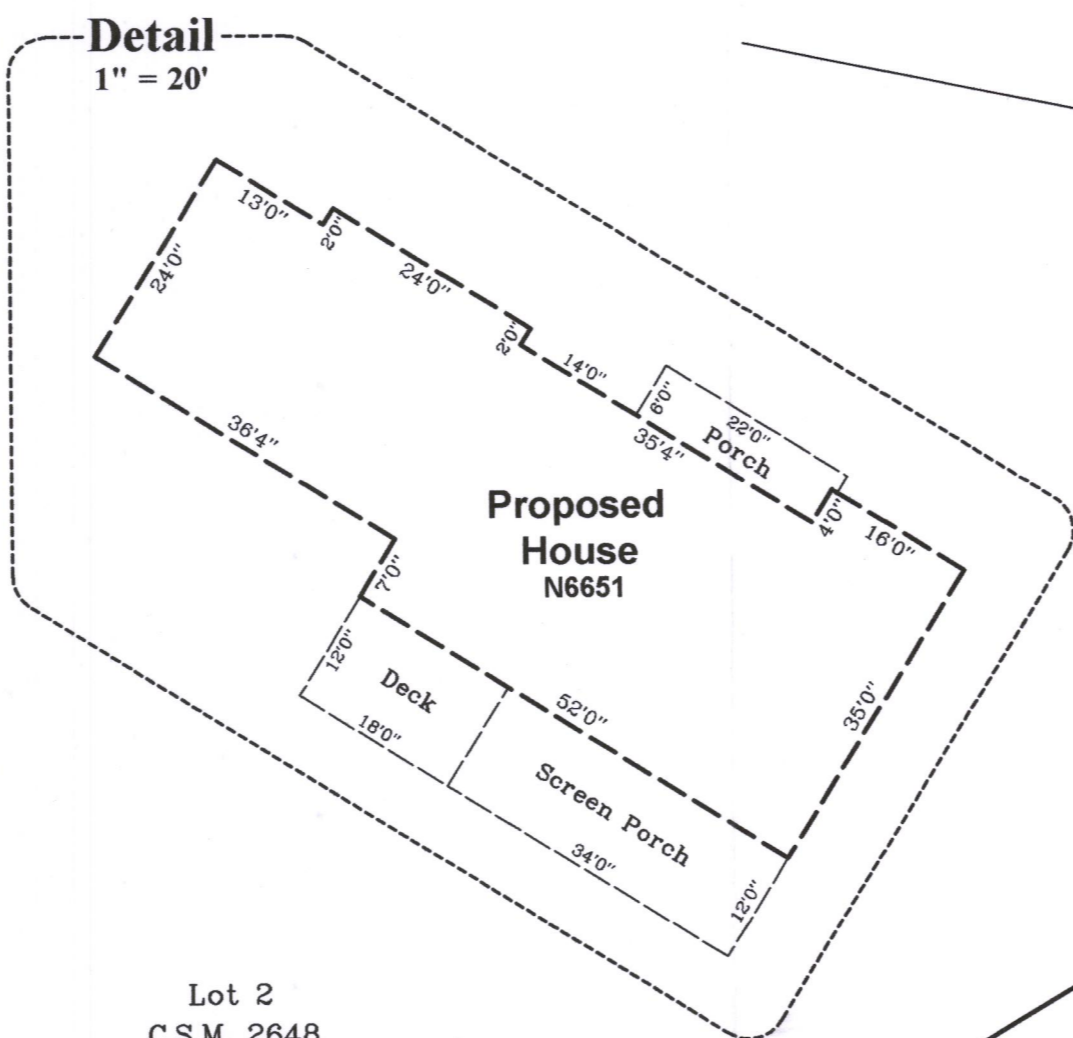 Detail
1" = 20'
13'0"
2'0"
24'0"
24'0"
2'0"
14'0"
6'0"
22'0"
Porch
35'4"
4'0"
16'0"
36'4"
Proposed
House
N6651
7'0"
12'0"
Deck
18'0"
52'0"
35'0"
Screen Porch
34'0"
12'0"
Lot 2
C.S.M. 2648